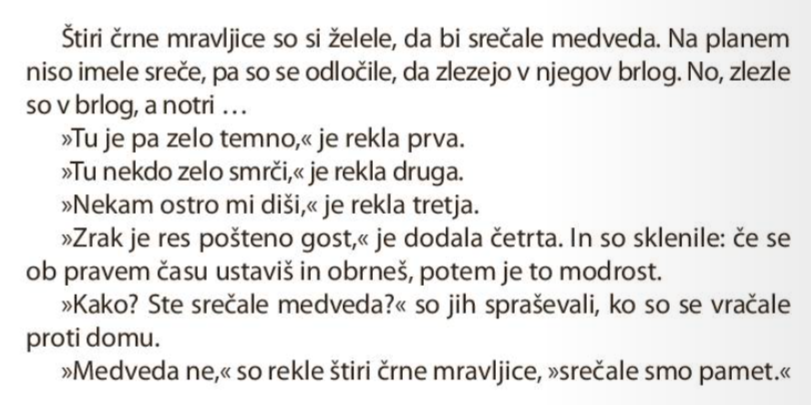 Štiri črne mravljice so si želele, da bi srečale medveda. Na planem
niso imele sreče, pa so se odločile, da zlezejo v njegov brlog. No, zlezle
so v brlog, a notri …
»Tu je pa zelo temno,« je rekla prva.
»Tu nekdo zelo smrči,« je rekla druga.
»Nekam ostro mi diši,« je rekla tretja.
»Zrak je res pošteno gost,« je dodala četrta. In so sklenile: če se
ob pravem času ustaviš in obrneš, potem je to modrost.
»Kako? Ste srečale medveda?« so jih spraševali, ko so se vračale
proti domu.
»Medveda ne,« so rekle štiri črne mravljice, »srečale smo pamet.«